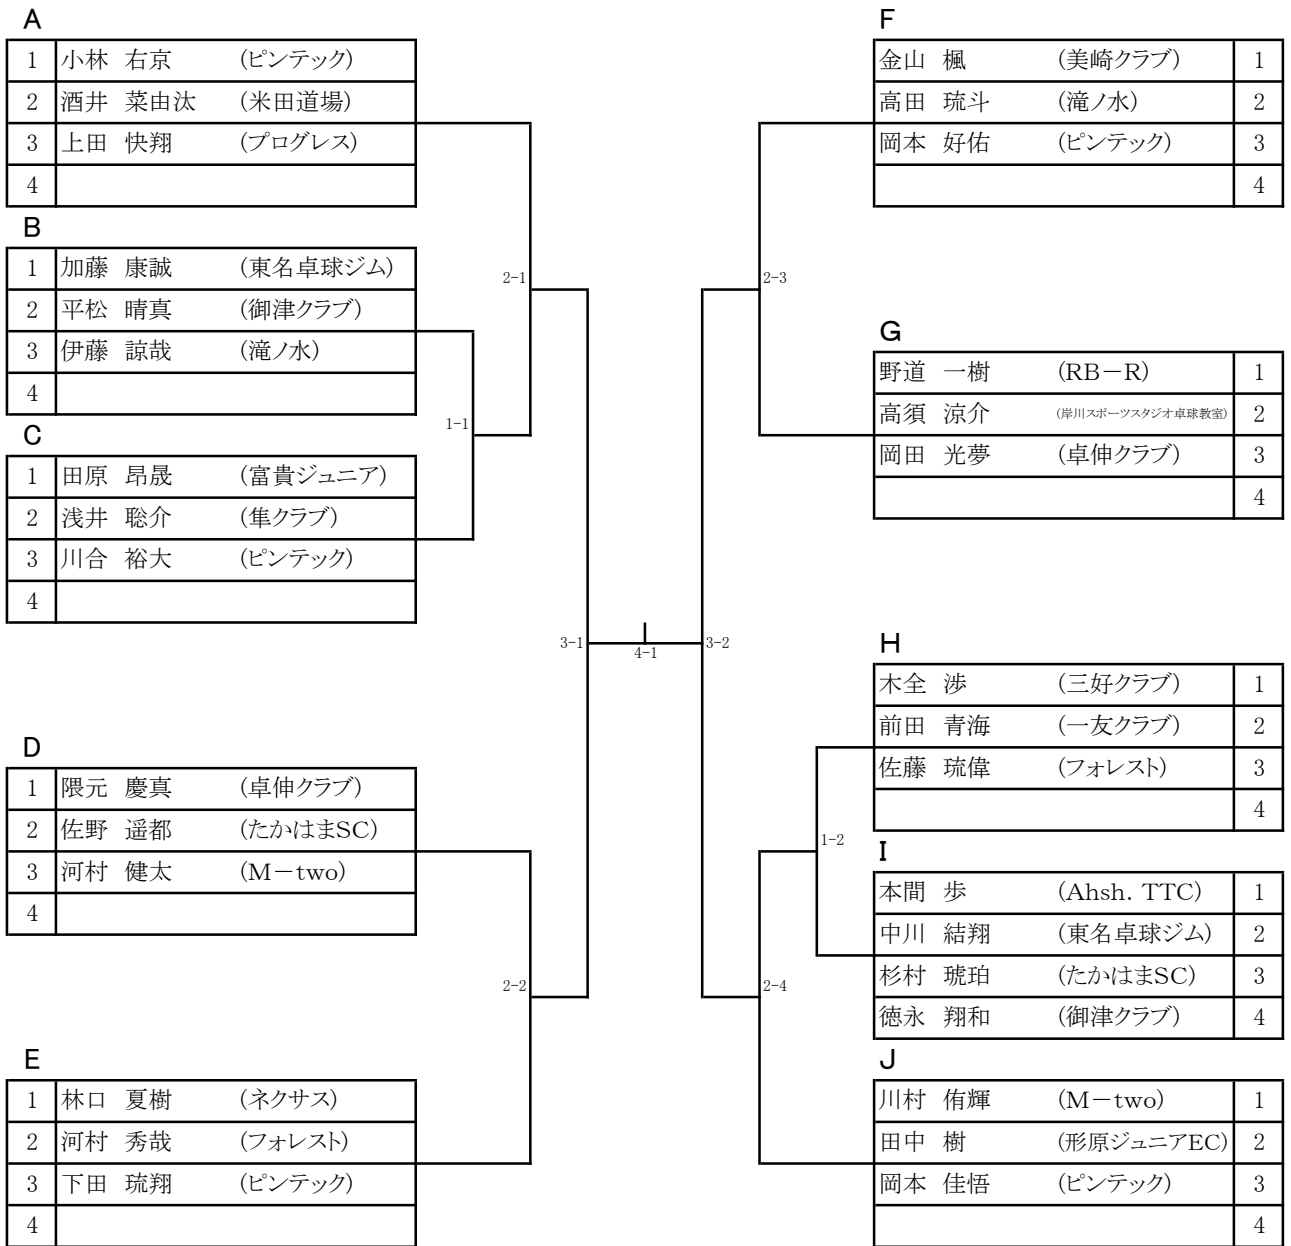 A
1 小林 右京 (ピンテック)
2 酒井 菜由汰 (米田道場)
3 上田 快翔 (プログレス)
4
B
1 加藤 康誠 (東名卓球ジム)
2 平松 晴真 (御津クラブ)
3 伊藤 諒哉 (滝ノ水)
4
C
1 田原 昂晟 (富貴ジュニア)
2 浅井 聡介 (隼クラブ)
3 川合 裕大 (ピンテック)
4
D
1 隈元 慶真 (卓伸クラブ)
2 佐野 遥都 (たかはまSC)
3 河村 健太 (M－two)
4
E
1 林口 夏樹 (ネクサス)
2 河村 秀哉 (フォレスト)
3 下田 琉翔 (ピンテック)
4
2-1
1-1
3-1
2-2
4-1
2-3
3-2
1-2
2-4
F
金山 楓 (美崎クラブ) 1
高田 琉斗 (滝ノ水) 2
岡本 好佑 (ピンテック) 3
4
G
野道 一樹 (RB－R) 1
高須 涼介 (岸川スポーツスタジオ卓球教室) 2
岡田 光夢 (卓伸クラブ) 3
4
H
木全 渉 (三好クラブ) 1
前田 青海 (一友クラブ) 2
佐藤 琉偉 (フォレスト) 3
4
I
本間 歩 (Ahsh. TTC) 1
中川 結翔 (東名卓球ジム) 2
杉村 琥珀 (たかはまSC) 3
徳永 翔和 (御津クラブ) 4
J
川村 侑輝 (M－two) 1
田中 樹 (形原ジュニアEC) 2
岡本 佳悟 (ピンテック) 3
4